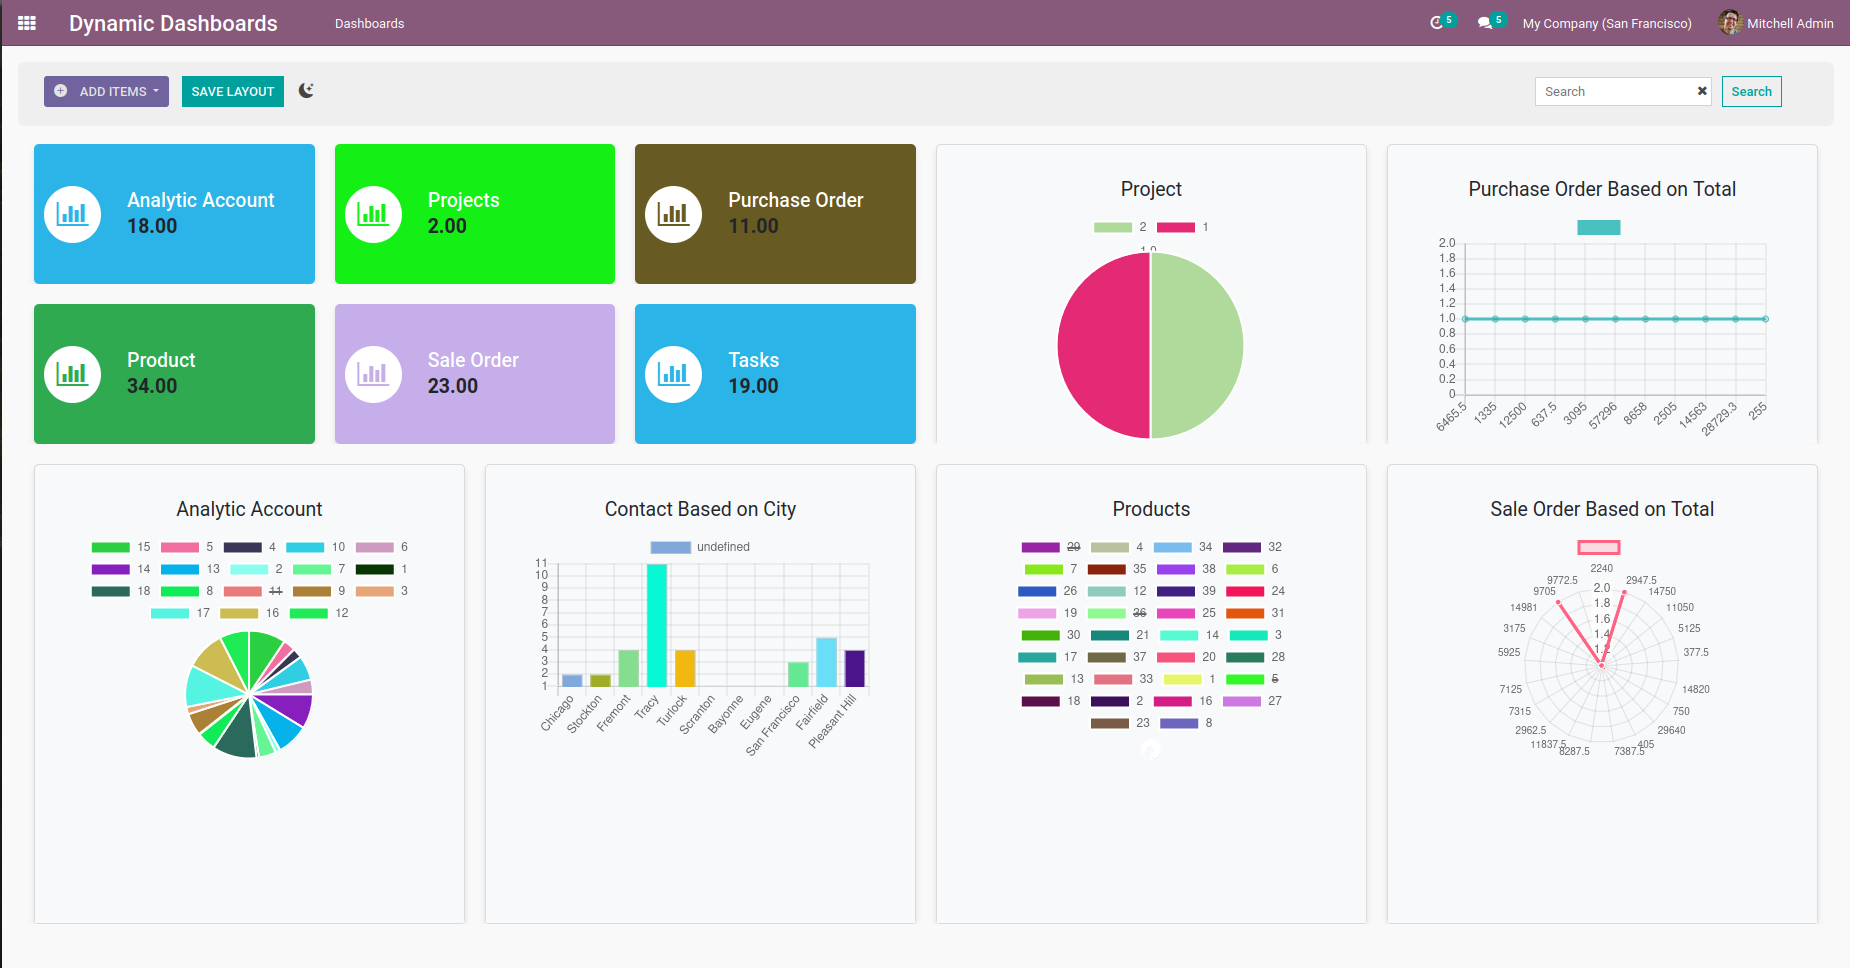 Dynamic Dashboards Dashboards 5 5 My Company (San Francisco) Mitchell Admin
ADD ITEMS SAVE LAYOUT Search Search
Analytic Account
18.00
Projects
2.00
Purchase Order
11.00
Product
34.00
Sale Order
23.00
Tasks
19.00
Project
2 1
Purchase Order Based on Total
2.0
1.8
1.6
1.4
1.2
1.0
0.8
0.6
0.4
0.2
0
6465.5 1335 12500 637.5 3095 57296 8658 2505 14563 28729.3 255
Analytic Account
15 5 4 10 6
14 13 2 7 1
18 8 11 9 3
17 16 12
Contact Based on City
undefined
11
10
9
8
7
6
5
4
3
2
1
Chicago Stockton Fremont Tracy Turlock Scranton Bayonne Eugene San Francisco Fairfield Pleasant Hill
Products
29 4 34 32
7 35 38 6
26 12 39 24
19 36 25 31
30 21 14 3
17 37 20 28
13 33 1 5
18 2 16 27
23 8
Sale Order Based on Total
2240
9772.5 2947.5
9705 2.0 14750
14981 1.8 11050
3175 1.6 5125
5925 1.4 377.5
7125 14820
7315 750
2962.5 29640
11837.5 405
8287.5 7387.5